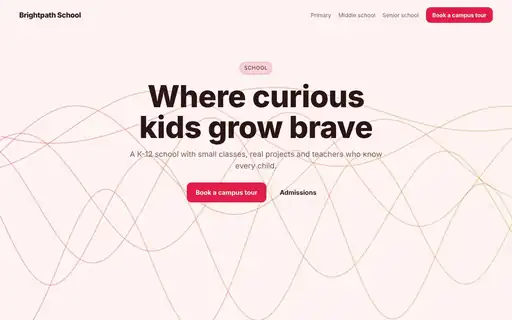 Brightpath School
Primary
Middle school
Senior school
Book a campus tour
SCHOOL
Where curious
kids grow brave
A K-12 school with small classes, real projects and teachers who know
every child.
Book a campus tour
Admissions